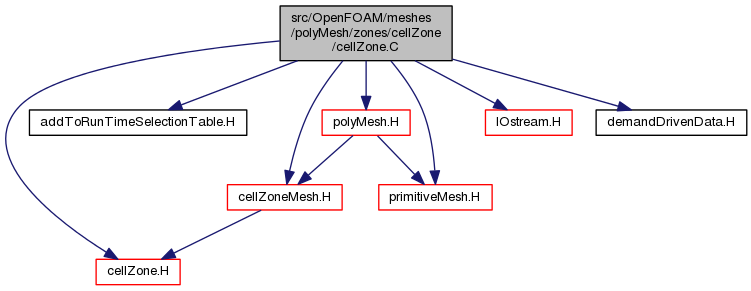 src/OpenFOAM/meshes
/polyMesh/zones/cellZone
/cellZone.C
addToRunTimeSelectionTable.H
polyMesh.H
IOstream.H
demandDrivenData.H
cellZoneMesh.H
primitiveMesh.H
cellZone.H